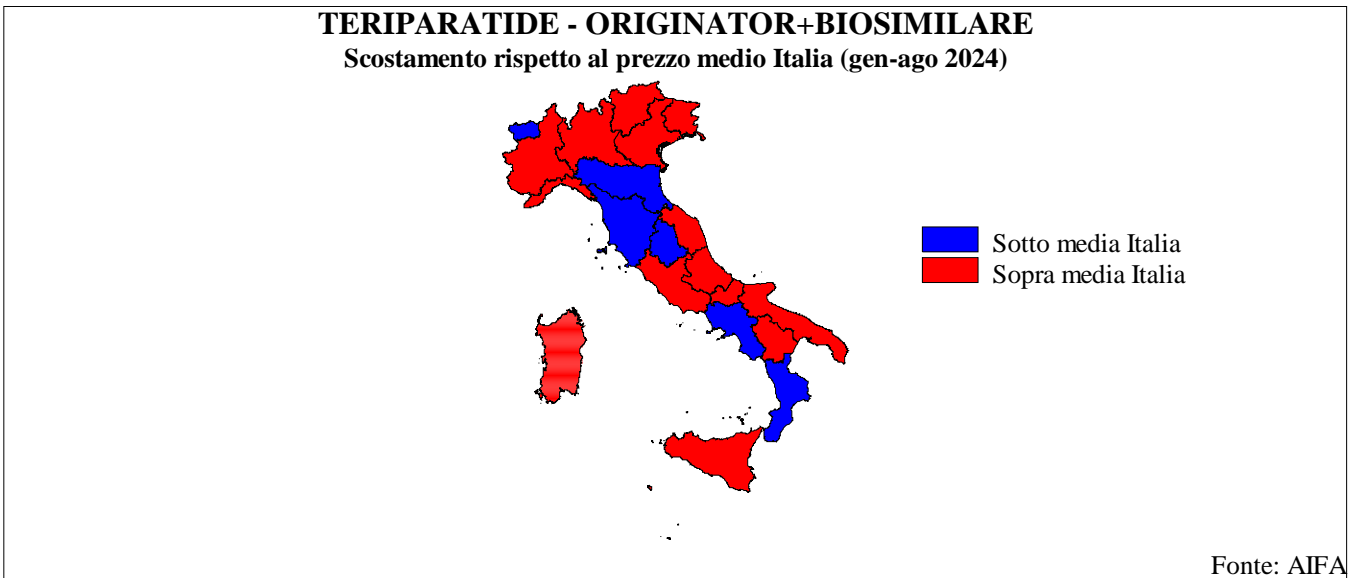 TERIPARATIDE - ORIGINATOR+BIOSIMILARE
Scostamento rispetto al prezzo medio Italia (gen-ago 2024)
Sotto media Italia
Sopra media Italia
Fonte: AIFA